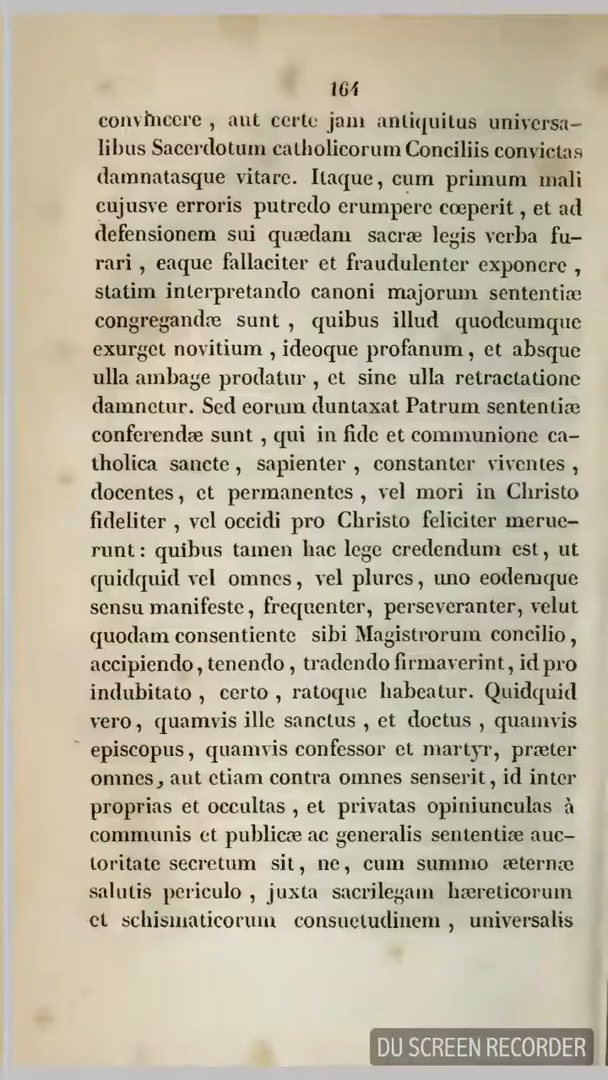 164
convincere , aut certe jam antiquitus universa-
libus Sacerdotum catholicorum Conciliis convictas
damnatasque vitare. Itaque, cum primum mali
cujusve erroris putredo erumpere cœperit , et ad
defensionem sui quædam sacræ legis verba fu-
rari , eaque fallaciter et fraudulenter exponere ,
statim interpretando canoni majorum sententiæ
congregandæ sunt , quibus illud quodcumque
exurget novitium , ideoque profanum , et absque
ulla ambage prodatur , et sine ulla retractatione
damnetur. Sed eorum duntaxat Patrum sententiæ
conferendæ sunt , qui in fide et communione ca-
tholica sancte , sapienter , constanter viventes ,
docentes , et permanentes , vel mori in Christo
fideliter , vel occidi pro Christo feliciter merue-
runt : quibus tamen hac lege credendum est , ut
quidquid vel omnes , vel plures , uno eodemque
sensu manifeste , frequenter, perseveranter, velut
quodam consentiente sibi Magistrorum concilio ,
accipiendo , tenendo , tradendo firmaverint , id pro
indubitato , certo , ratoque habeatur. Quidquid
vero , quamvis ille sanctus , et doctus , quamvis
episcopus , quamvis confessor et martyr, præter
omnes, aut etiam contra omnes senserit , id inter
proprias et occultas , et privatas opiniunculas à
communis et publicæ ac generalis sententiæ auc-
toritate secretum sit , ne , cum summo æternæ
salutis periculo , juxta sacrilegam hæreticorum
et schismaticorum consuetudinem , universalis
DU SCREEN RECORDER